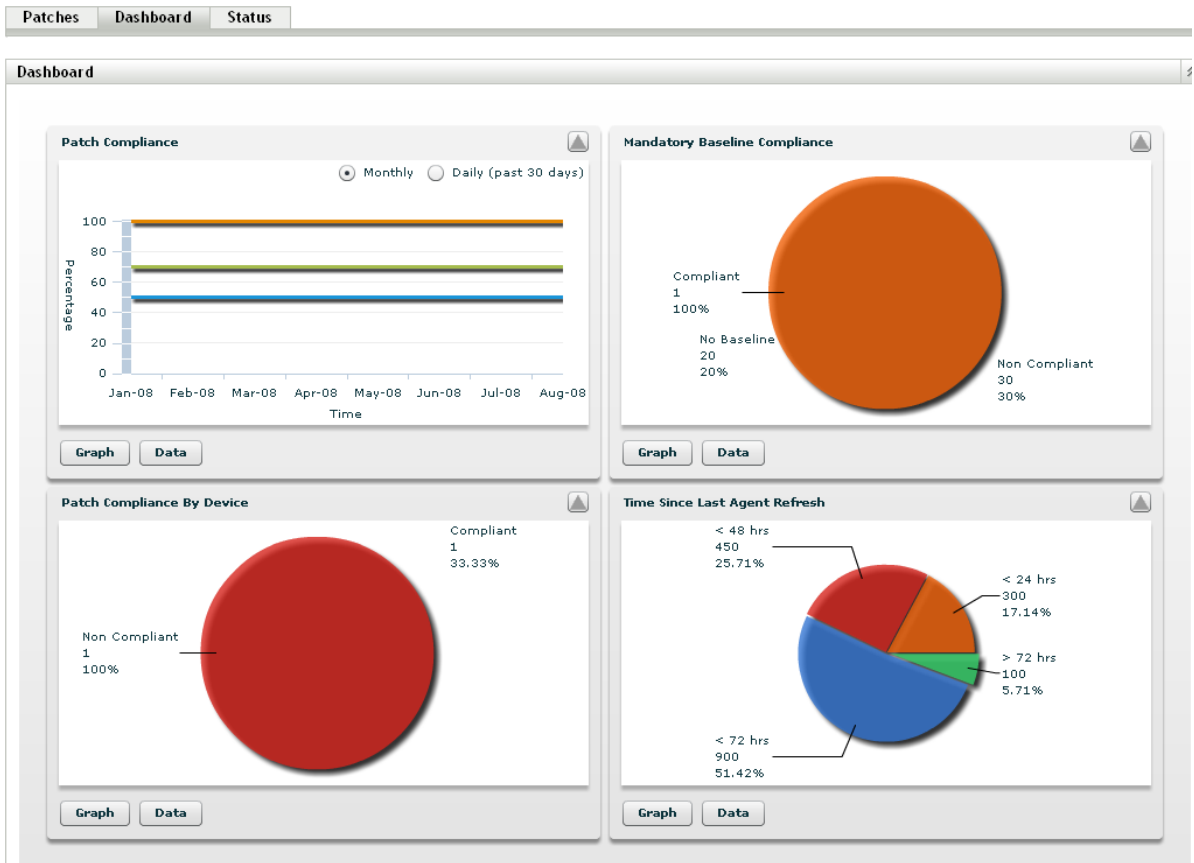 Patches
Dashboard
Status
Dashboard
Patch Compliance
Monthly
Daily (past 30 days)
100
80
60
40
20
0
Percentage
Jan-08
Feb-08
Mar-08
Apr-08
May-08
Jun-08
Jul-08
Aug-08
Time
Graph
Data
Mandatory Baseline Compliance
Compliant
1
100%
No Baseline
20
20%
Non Compliant
30
30%
Graph
Data
Patch Compliance By Device
Compliant
1
33.33%
Non Compliant
1
100%
Graph
Data
Time Since Last Agent Refresh
< 48 hrs
450
25.71%
< 24 hrs
300
17.14%
> 72 hrs
100
5.71%
< 72 hrs
900
51.42%
Graph
Data